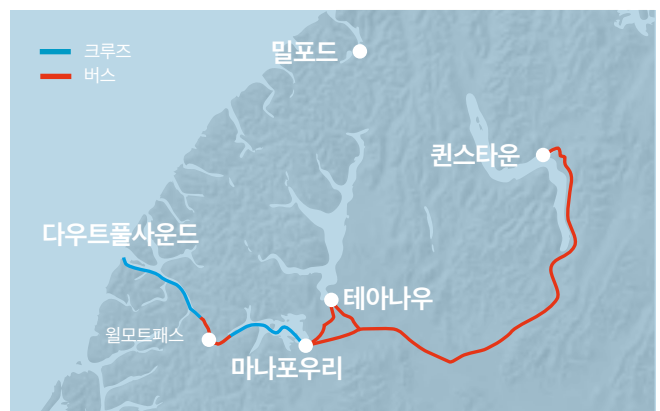 크루즈
버스
밀포드
퀸스타운
다우트풀사운드
테아나우
윌모트패스
마나포우리